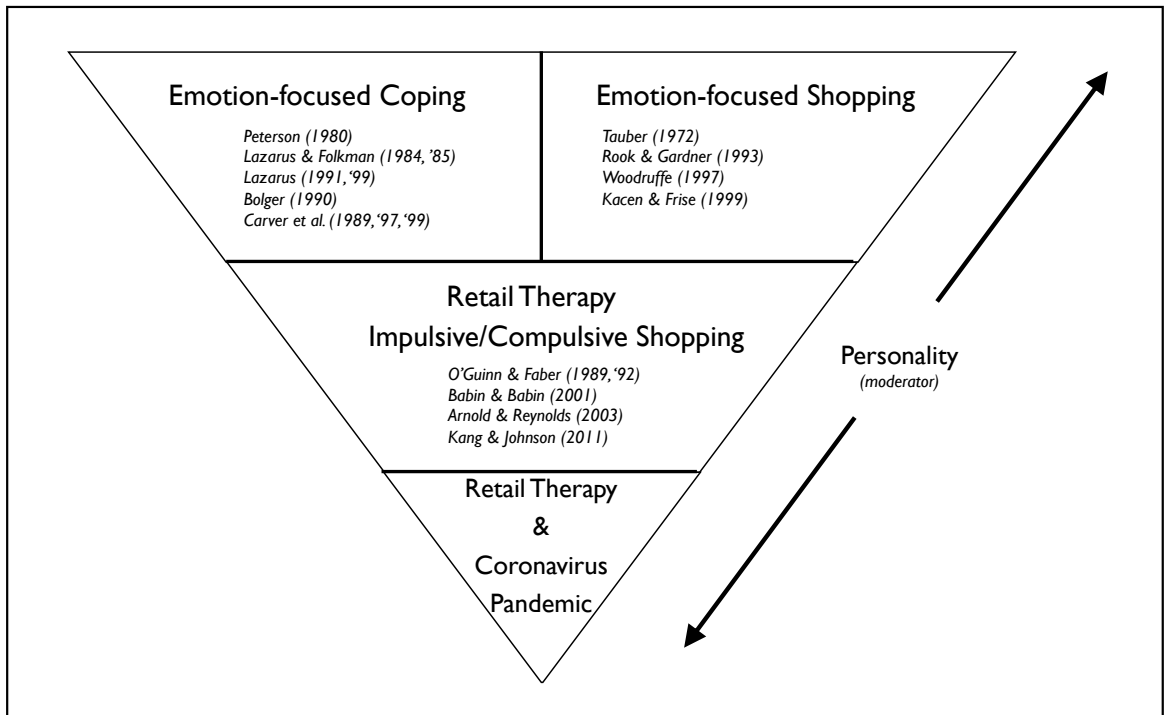 Emotion-focused Coping
Peterson (1980)
Lazarus & Folkman (1984, '85)
Lazarus (1991, ‘99)
Bolger (1990)
Carver et al. (1989, ‘97, ‘99)
Emotion-focused Shopping
Tauber (1972)
Rook & Gardner (1993)
Woodruffe (1997)
Kacen & Frise (1999)
Retail Therapy
Impulsive/Compulsive Shopping
O’Guinn & Faber (1989, ‘92)
Babin & Babin (2001)
Arnold & Reynolds (2003)
Kang & Johnson (2011)
Retail Therapy
&
Coronavirus
Pandemic
Personality
(moderator)